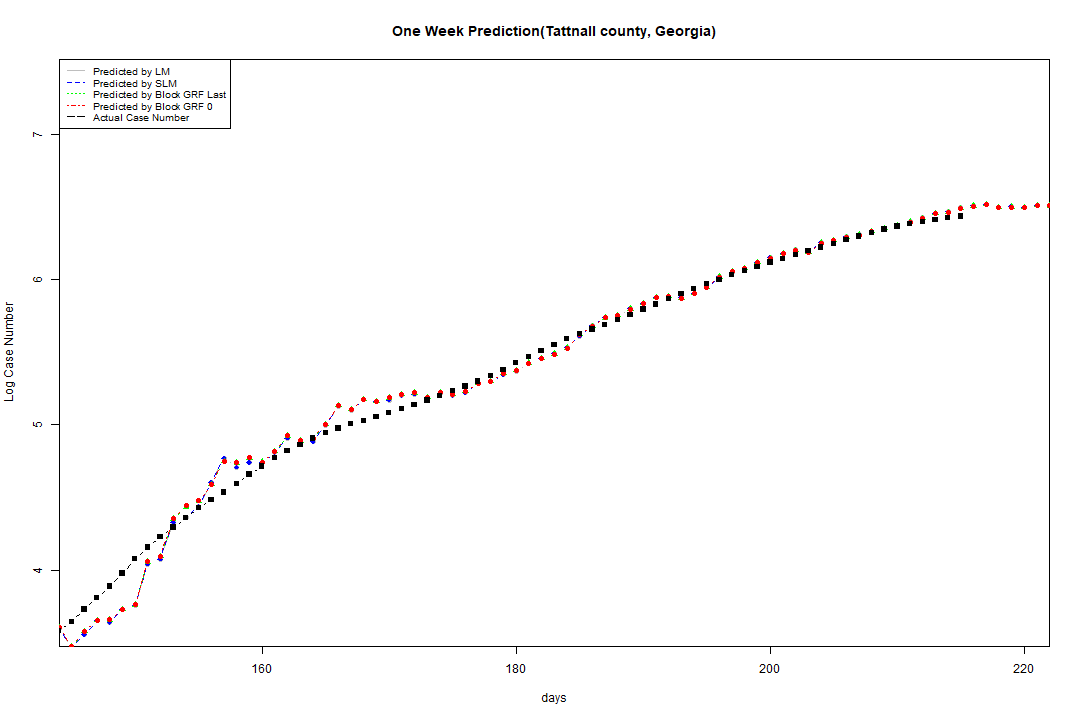 One Week Prediction(Tattnall county, Georgia)
Predicted by LM
Predicted by SLM
Predicted by Block GRF Last
Predicted by Block GRF 0
Actual Case Number
7
6
5
4
Log Case Number
160
180
200
220
days